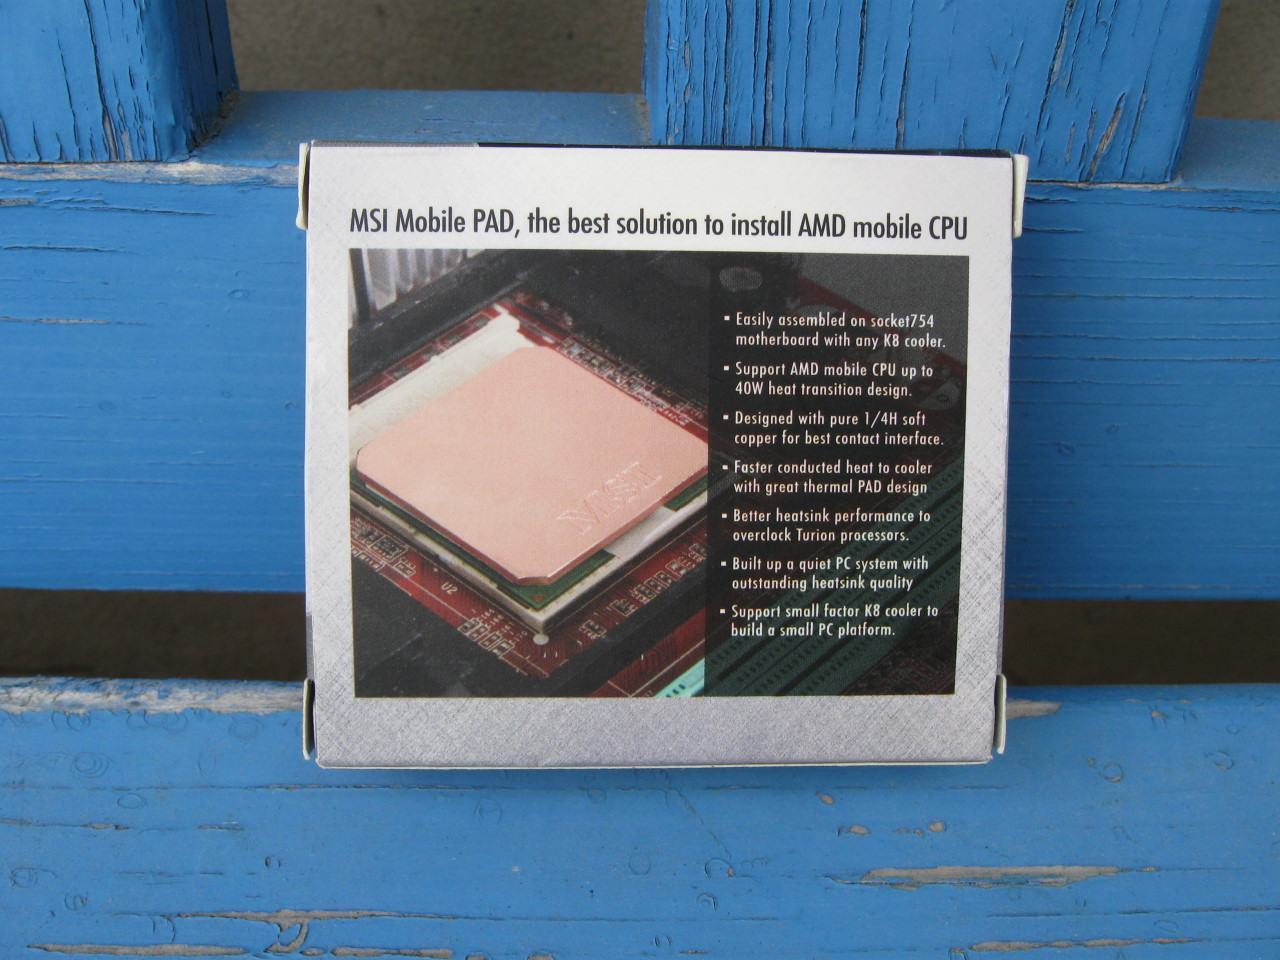 MSI Mobile PAD, the best solution to install AMD mobile CPU
▪ Easily assembled on socket754
motherboard with any K8 cooler.
▪ Support AMD mobile CPU up to
40W heat transition design.
▪ Designed with pure 1/4H soft
copper for best contact interface.
▪ Faster conducted heat to cooler
with great thermal PAD design
▪ Better heatsink performance to
overclock Turion processors.
▪ Built up a quiet PC system with
outstanding heatsink quality
▪ Support small factor K8 cooler to
build a small PC platform.
MSI
U2